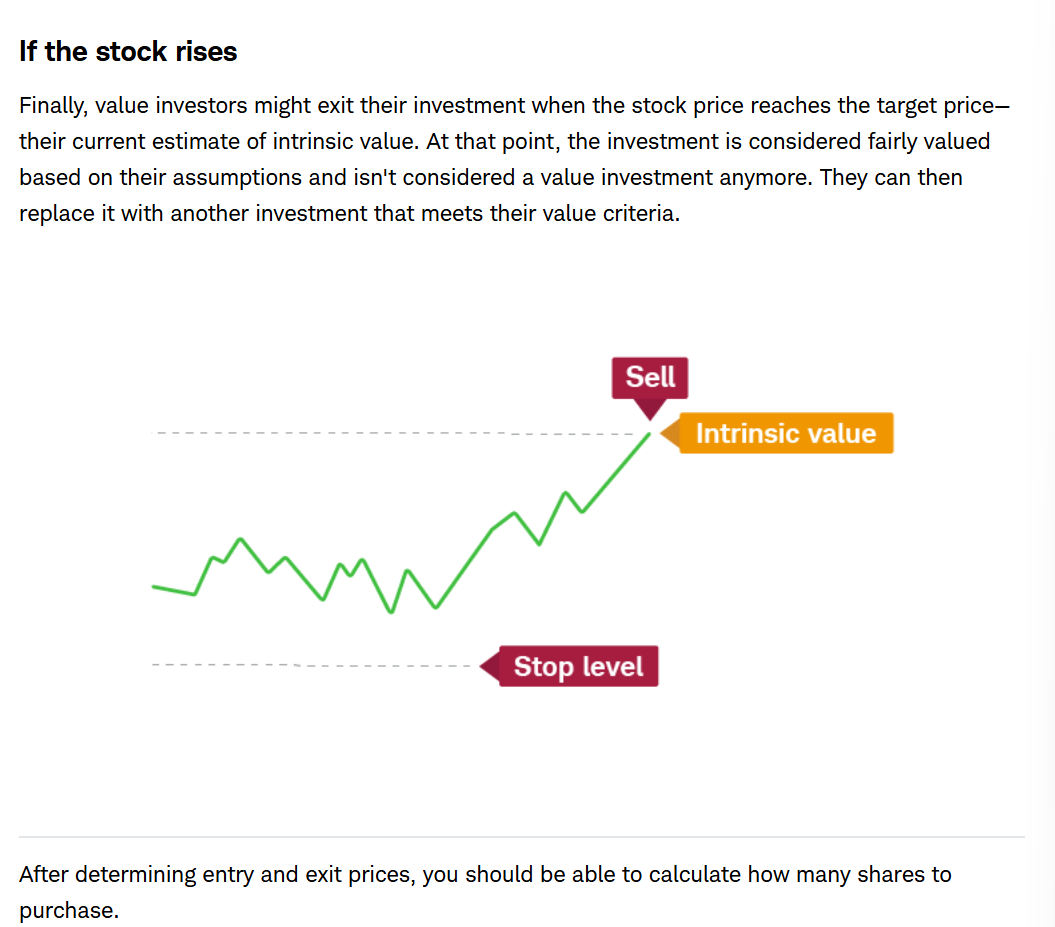 If the stock rises
Finally, value investors might exit their investment when the stock price reaches the target price—
their current estimate of intrinsic value. At that point, the investment is considered fairly valued
based on their assumptions and isn't considered a value investment anymore. They can then
replace it with another investment that meets their value criteria.
Sell
Intrinsic value
Stop level
After determining entry and exit prices, you should be able to calculate how many shares to
purchase.